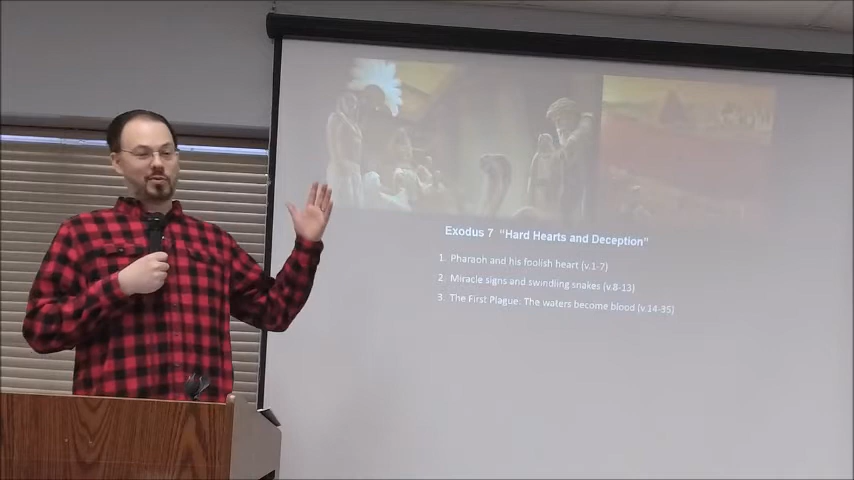 Exodus 7 "Hard Hearts and Deception"
1. Pharaoh and his foolish heart (v.1-7)
2. Miracle signs and swindling snakes (v.8-13)
3. The First Plague: The waters become blood (v.14-35)